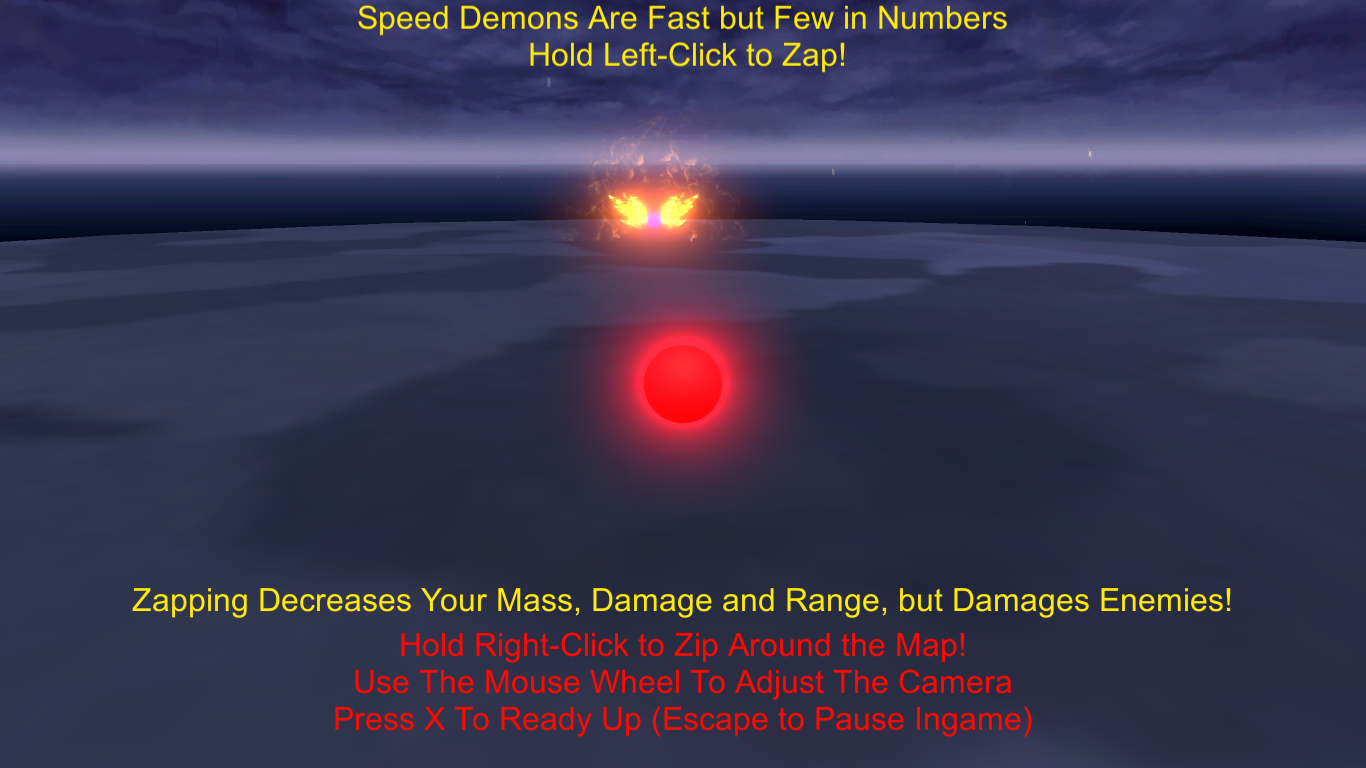 Speed Demons Are Fast but Few in Numbers
Hold Left-Click to Zap!
Zapping Decreases Your Mass, Damage and Range, but Damages Enemies!
Hold Right-Click to Zip Around the Map!
Use The Mouse Wheel To Adjust The Camera
Press X To Ready Up (Escape to Pause Ingame)